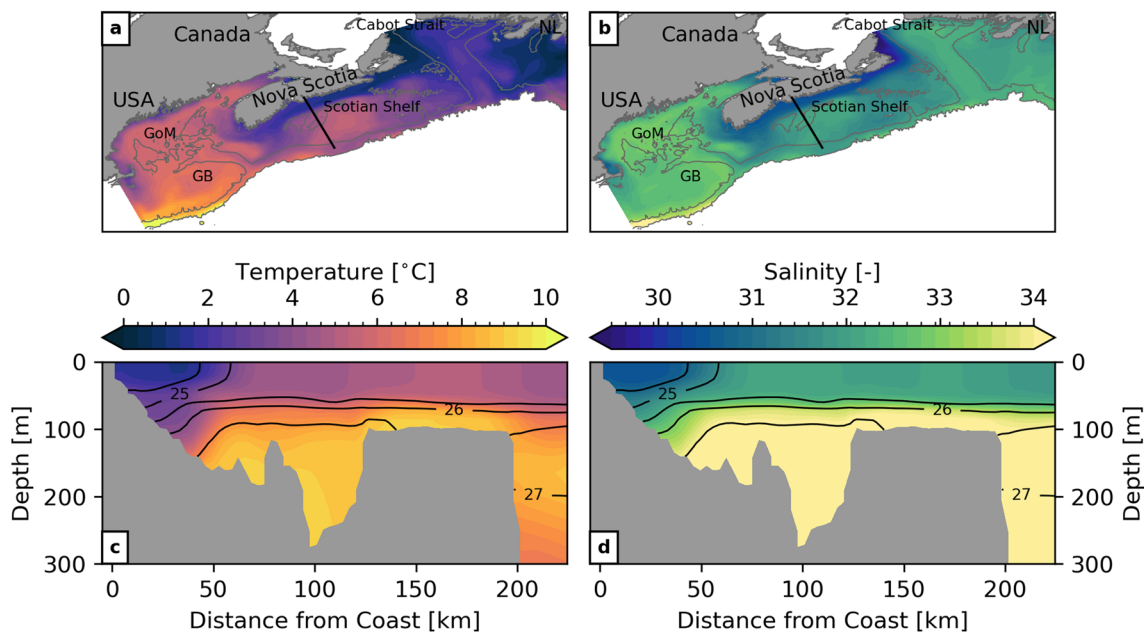 a
Canada
Cabot Strait
NL
USA
Nova Scotia
Scotian Shelf
GoM
GB
b
Canada
Cabot Strait
NL
USA
Nova Scotia
Scotian Shelf
GoM
GB
Temperature [°C]
0 2 4 6 8 10
Salinity [-]
30 31 32 33 34
0
100
200
300
Depth [m]
25
26
27
c
0 50 100 150 200
Distance from Coast [km]
25
26
27
d
0
100
200
300
Depth [m]
0 50 100 150 200
Distance from Coast [km]